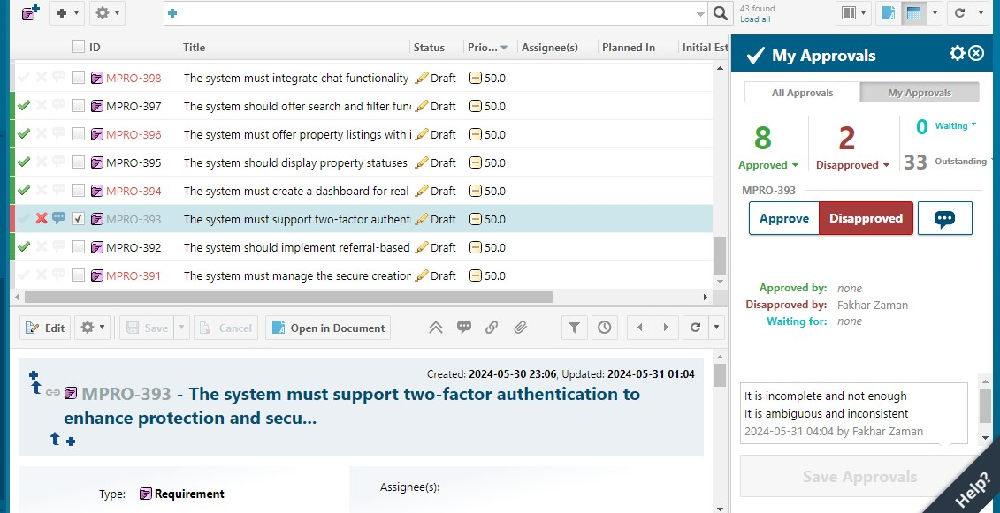 43 found
Load all
ID Title Status Prio... Assignee(s) Planned In Initial Est
MPRO-398 The system must integrate chat functionality Draft 50.0
MPRO-397 The system should offer search and filter fun Draft 50.0
MPRO-396 The system must offer property listings with i Draft 50.0
MPRO-395 The system should display property statuses Draft 50.0
MPRO-394 The system must create a dashboard for real Draft 50.0
MPRO-393 The system must support two-factor authent Draft 50.0
MPRO-392 The system should implement referral-based Draft 50.0
MPRO-391 The system must manage the secure creation Draft 50.0
Edit Save Cancel Open in Document
Created: 2024-05-30 23:06, Updated: 2024-05-31 01:04
MPRO-393 - The system must support two-factor authentication to
enhance protection and secu...
Type: Requirement
Assignee(s):
My Approvals
All Approvals My Approvals
8 2 0 Waiting
Approved Disapproved 33 Outstanding
MPRO-393
Approve Disapproved
Approved by: none
Disapproved by: Fakhar Zaman
Waiting for: none
It is incomplete and not enough
It is ambiguous and inconsistent
2024-05-31 04:04 by Fakhar Zaman
Save Approvals
Help?